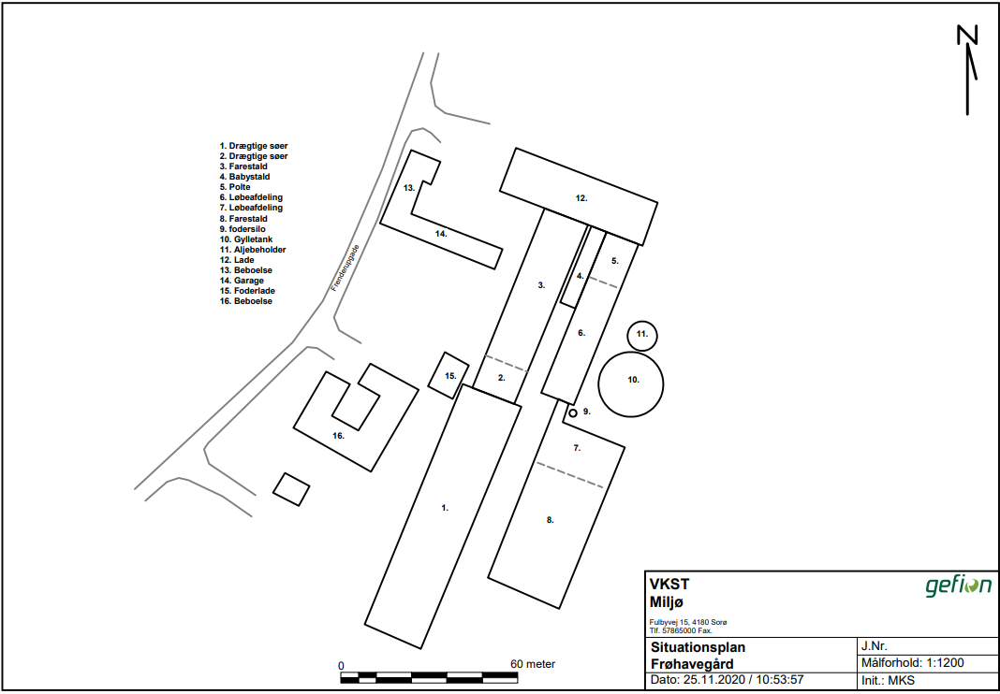 N
1. Drægtige søer
2. Drægtige søer
3. Farestald
4. Babystald
5. Polte
6. Løbeafdeling
7. Løbeafdeling
8. Farestald
9. fodersilo
10. Gylletank
11. Aljebeholder
12. Lade
13. Beboelse
14. Garage
15. Foderlade
16. Beboelse
Frenderupgade
13.
14.
12.
3.
4.
5.
6.
11.
10.
2.
15.
9.
16.
7.
1.
8.
0 60 meter
VKST
Miljø
gefion
Fulbyvej 15, 4180 Sorø
Tlf. 57865000 Fax.
Situationsplan
Frøhavegård
J.Nr.
Målforhold: 1:1200
Dato: 25.11.2020 / 10:53:57
Init.: MKS